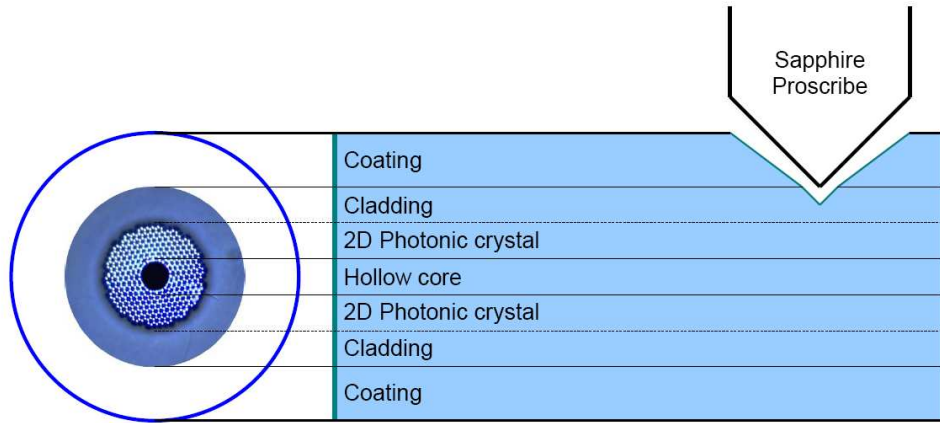 Sapphire
Proscribe
Coating
Cladding
2D Photonic crystal
Hollow core
2D Photonic crystal
Cladding
Coating